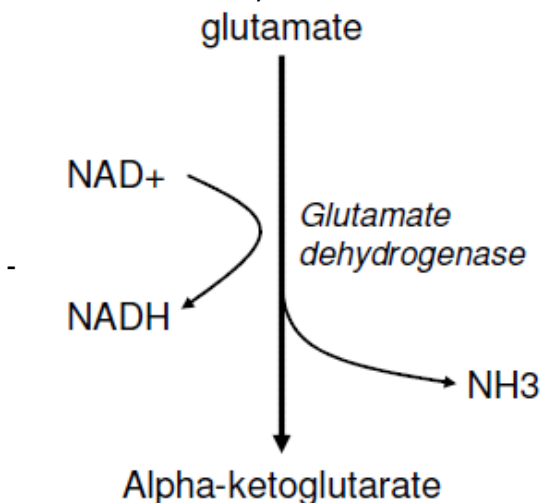 glutamate
NAD+
Glutamate
dehydrogenase
-
NADH
NH3
Alpha-ketoglutarate